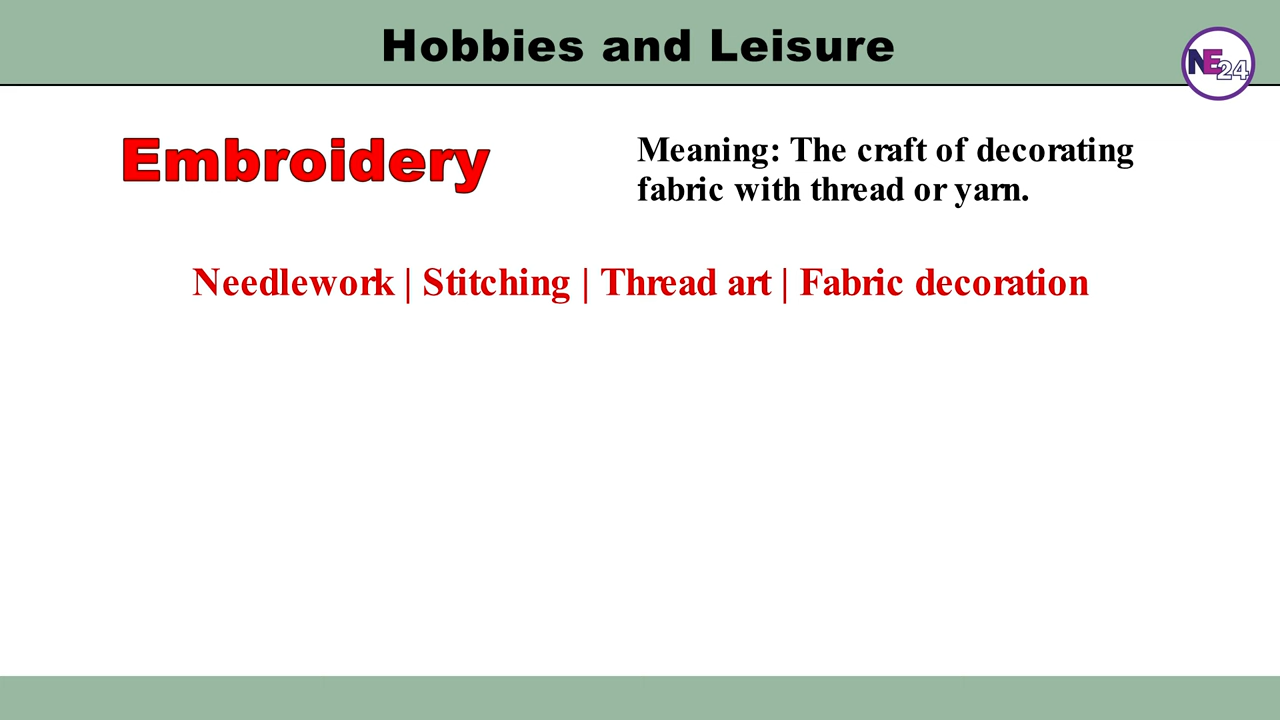 Hobbies and Leisure
NE24
Embroidery
Meaning: The craft of decorating
fabric with thread or yarn.
Needlework | Stitching | Thread art | Fabric decoration